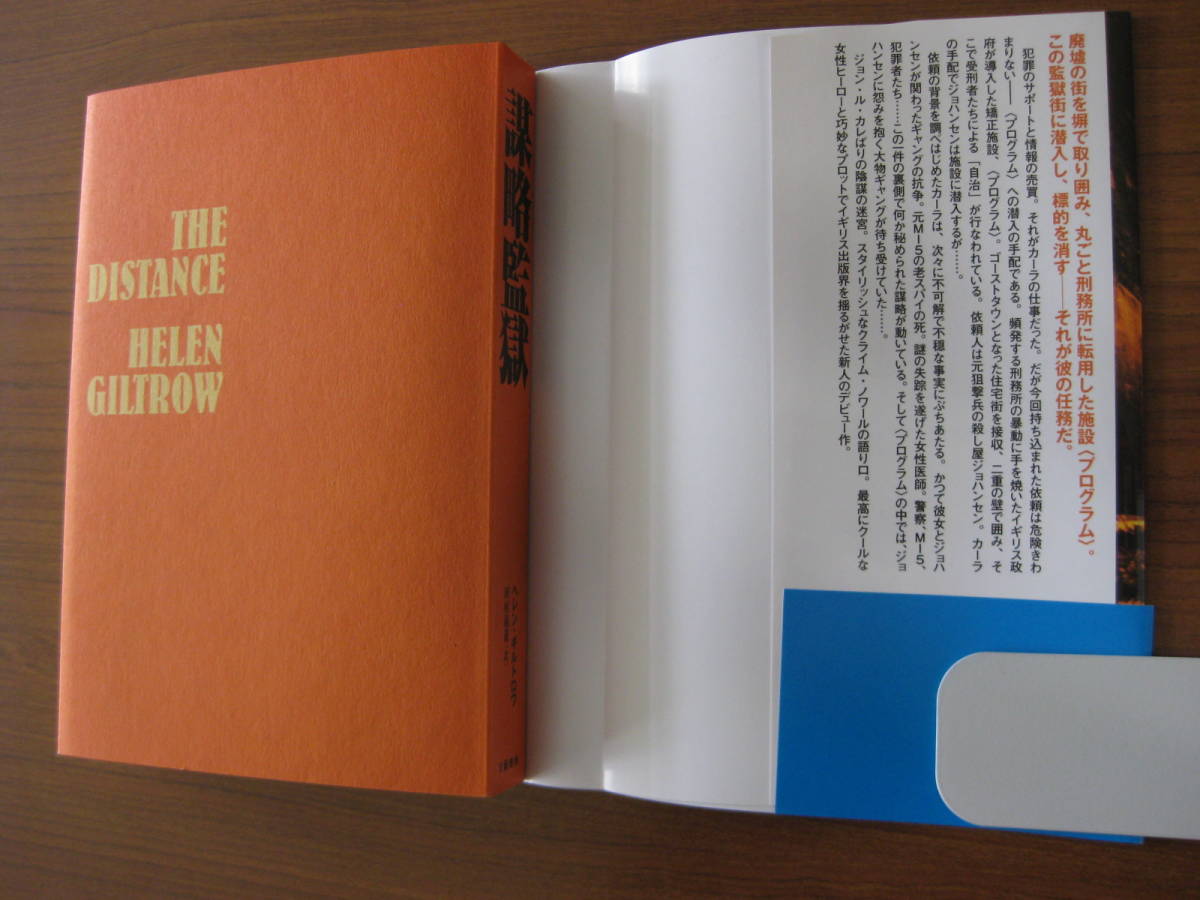 THE
DISTANCE
HELEN
GILTROW
謀略監獄
ヘレン・ギルトロウ
文藝春秋
廃墟の街を塀で取り囲み、丸ごと刑務所に転用した施設〈プログラム〉。
この監獄街に潜入し、標的を消す——それが彼の任務だ。
犯罪のサポートと情報の売買。それがカーラの仕事だった。だが今回持ち込まれた依頼は危険きわ
まりない——〈プログラム〉への潜入の手配である。頻発する刑務所の暴動に手を焼いたイギリス政
府が導入した矯正施設、〈プログラム〉。ゴーストタウンとなった住宅街を接収、二重の壁で囲み、そ
こで受刑者たちによる「自治」が行なわれている。依頼人は元狙撃兵の殺し屋ジョハンセン。カーラ
の手配でジョハンセンは施設に潜入するが……。
依頼の背景を調べはじめたカーラは、次々に不可解で不穏な事実にぶちあたる。かつて彼女とジョハ
ンセンが関わったギャングの抗争。元MI5の老スパイの死。謎の失踪を遂げた女性医師。警察、MI5、
犯罪者たち……この一件の裏側で何か秘められた謀略が動いている。そして〈プログラム〉の中では、ジョ
ハンセンに怨みを抱く大物ギャングが待ち受けていた……。
ジョン・ル・カレばりの陰謀の迷宮。スタイリッシュなクライム・ノワールの語り口。最高にクールな
女性ヒーローと巧妙なプロットでイギリス出版界を揺るがせた新人のデビュー作。